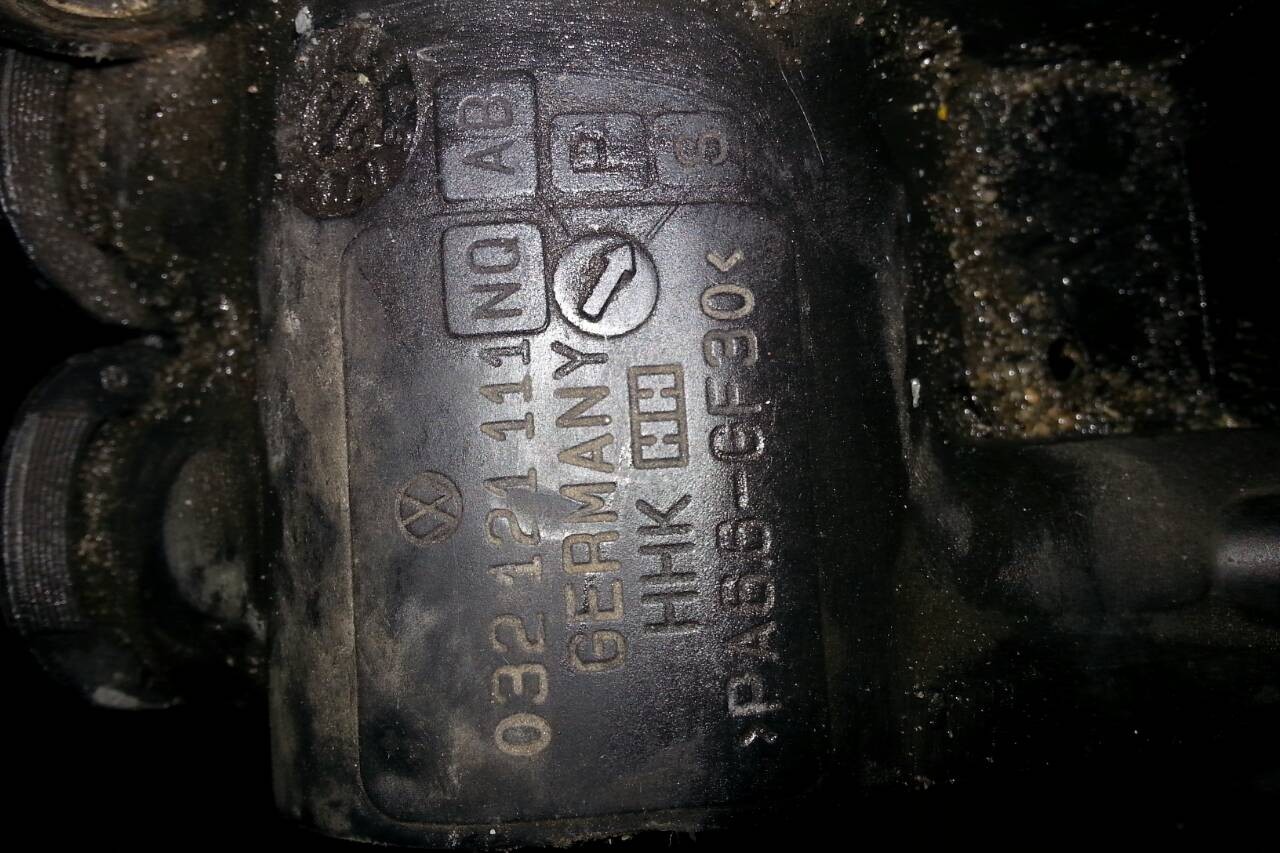 032 121 111 NQ AB
GERMANY P
HHK S
>PA66-GF30<